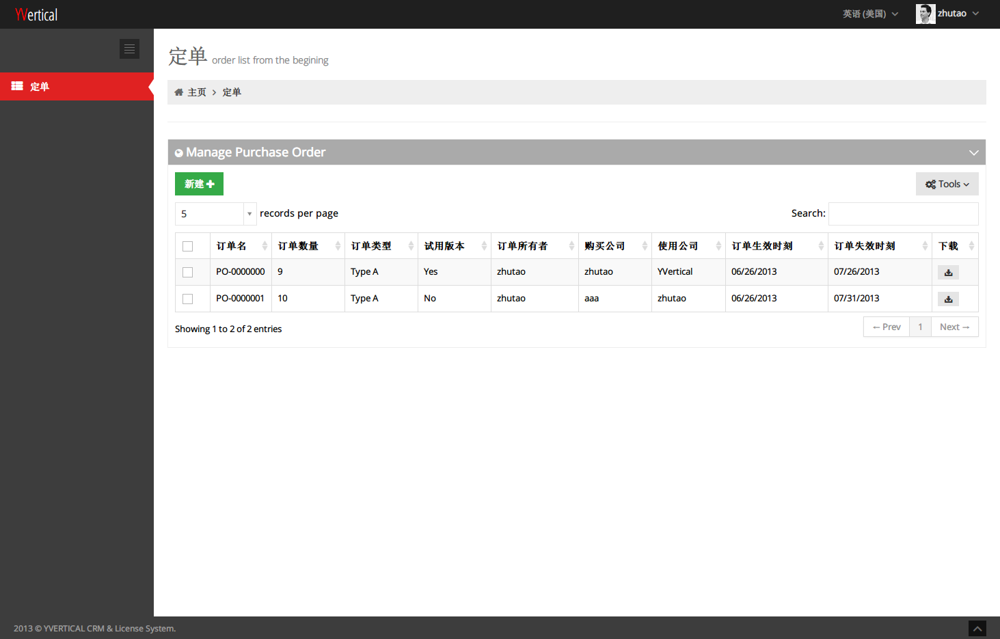 YVertical 英语 (美国) zhutao
定单 order list from the begining
定单
主页 > 定单
Manage Purchase Order
新建 Tools
5 records per page Search:
订单名 订单数量 订单类型 试用版本 订单所有者 购买公司 使用公司 订单生效时刻 订单失效时刻 下载
PO-0000000 9 Type A Yes zhutao zhutao YVertical 06/26/2013 07/26/2013
PO-0000001 10 Type A No zhutao aaa zhutao 06/26/2013 07/31/2013
Showing 1 to 2 of 2 entries ← Prev 1 Next →
2013 © YVERTICAL CRM & License System.